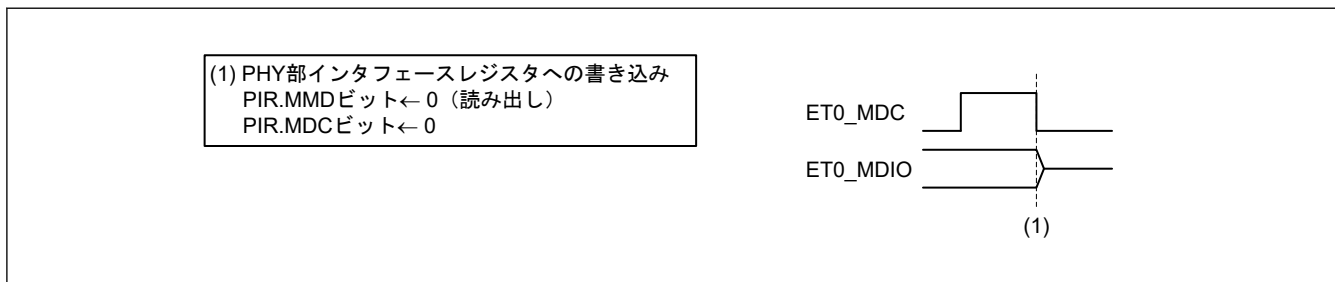 (1) PHY部インタフェースレジスタへの書き込み
PIR.MMDビット← 0（読み出し）
PIR.MDCビット← 0
ET0_MDC
ET0_MDIO
(1)